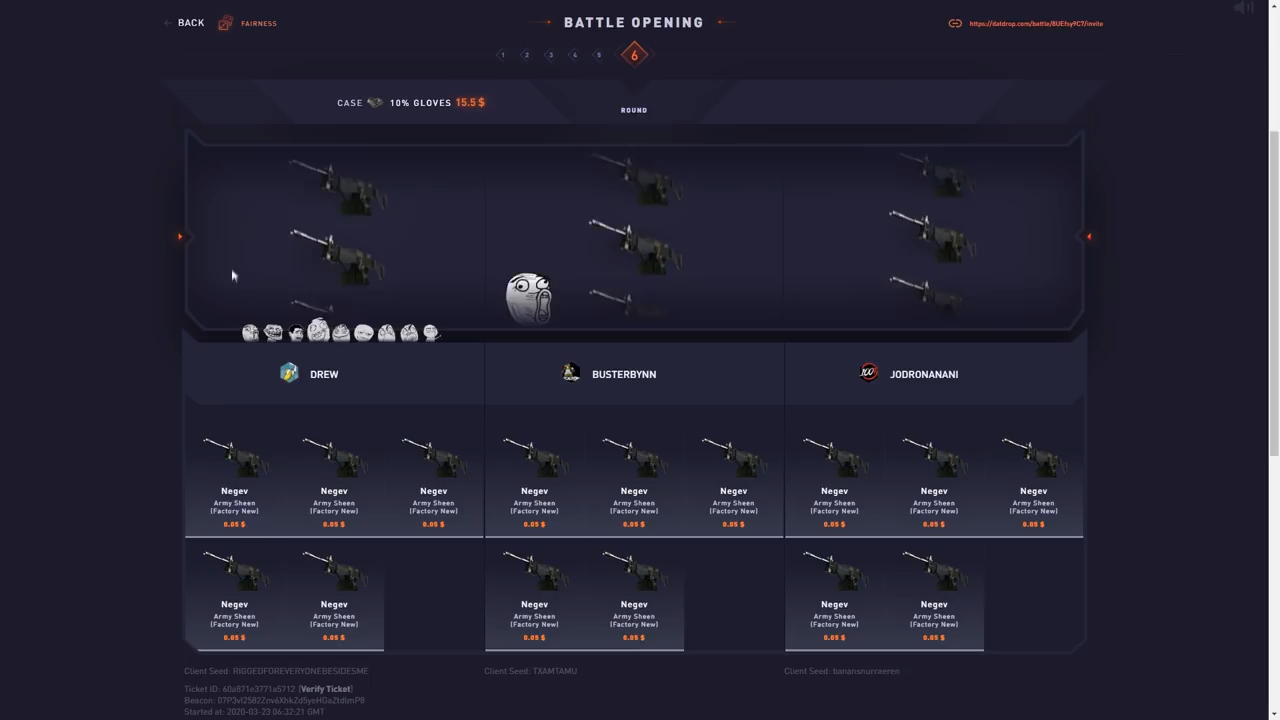 BACK
FAIRNESS
BATTLE OPENING
https://datdrop.com/battle/8UEfsy9C7/invite
1 2 3 4 5 6
CASE 10% GLOVES 15.5 $
ROUND
DREW
BUSTERBYNN
100
JODRONANANI
Negev Negev Negev Negev Negev Negev Negev Negev Negev
Army Sheen Army Sheen Army Sheen Army Sheen Army Sheen Army Sheen Army Sheen Army Sheen Army Sheen
(Factory New) (Factory New) (Factory New) (Factory New) (Factory New) (Factory New) (Factory New) (Factory New) (Factory New)
0.05 $ 0.05 $ 0.05 $ 0.05 $ 0.05 $ 0.05 $ 0.05 $ 0.05 $ 0.05 $
Negev Negev Negev Negev Negev Negev
Army Sheen Army Sheen Army Sheen Army Sheen Army Sheen Army Sheen
(Factory New) (Factory New) (Factory New) (Factory New) (Factory New) (Factory New)
0.05 $ 0.05 $ 0.05 $ 0.05 $ 0.05 $ 0.05 $
Client Seed: RIGGEDFOREVERYONEBESIDESME
Client Seed: TXAMTAMU
Client Seed: banansnurraeren
Ticket ID: 60a871e3771a5712 [Verify Ticket]
Beacon:
Started at: 2020-03-23 06:32:21 GMT